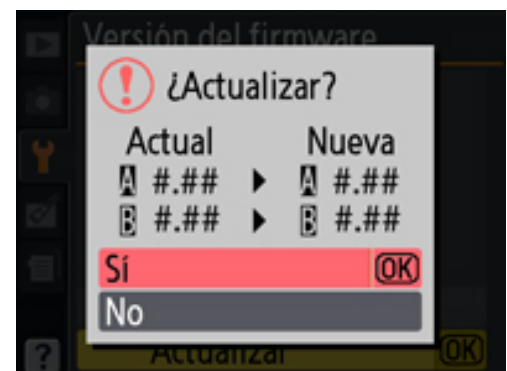 Versión del firmware
¿Actualizar?
Actual Nueva
A #.## A #.##
B #.## B #.##
Sí OK
No
Actualizar OK
?